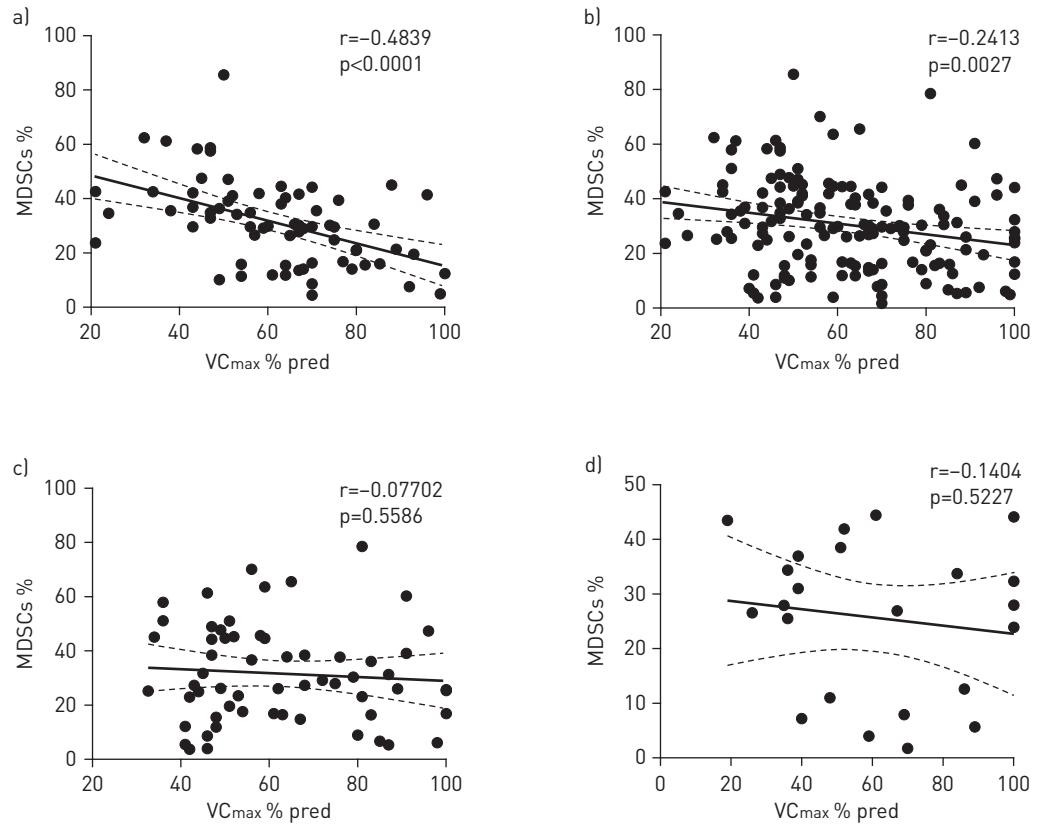 a)
r=−0.4839
p<0.0001
100
80
60
40
20
0
MDSCs %
20 40 60 80 100
VCmax % pred
b)
r=−0.2413
p=0.0027
100
80
60
40
20
0
MDSCs %
20 40 60 80 100
VCmax % pred
c)
r=−0.07702
p=0.5586
100
80
60
40
20
0
MDSCs %
20 40 60 80 100
VCmax % pred
d)
r=−0.1404
p=0.5227
50
40
30
20
10
0
MDSCs %
0 20 40 60 80 100
VCmax % pred